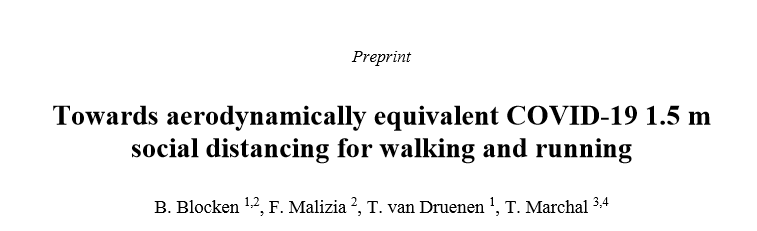 Preprint
Towards aerodynamically equivalent COVID-19 1.5 m
social distancing for walking and running
B. Blocken 1,2, F. Malizia 2, T. van Druenen 1, T. Marchal 3,4